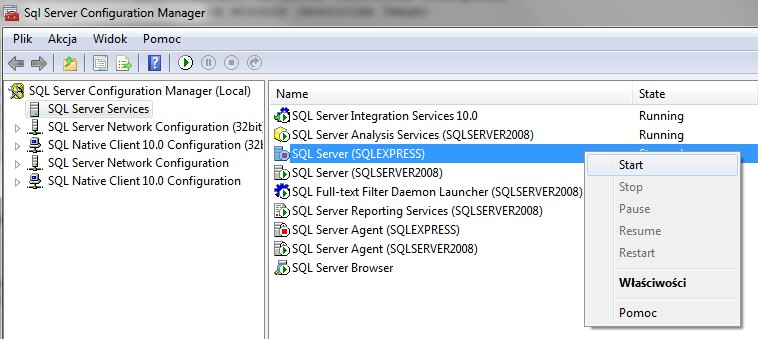 Sql Server Configuration Manager
Plik Akcja Widok Pomoc
SQL Server Configuration Manager (Local)
SQL Server Services
SQL Server Network Configuration (32bit
SQL Native Client 10.0 Configuration (32
SQL Server Network Configuration
SQL Native Client 10.0 Configuration
Name State
SQL Server Integration Services 10.0 Running
SQL Server Analysis Services (SQLSERVER2008) Running
SQL Server (SQLEXPRESS)
SQL Server (SQLSERVER2008)
SQL Full-text Filter Daemon Launcher (SQLSERVER2008)
SQL Server Reporting Services (SQLSERVER2008)
SQL Server Agent (SQLEXPRESS)
SQL Server Agent (SQLSERVER2008)
SQL Server Browser
Start
Stop
Pause
Resume
Restart
Właściwości
Pomoc